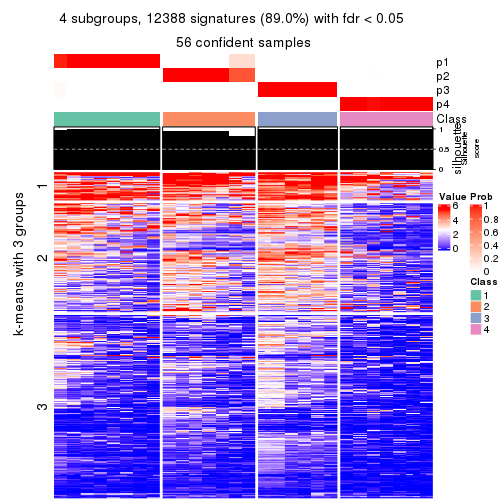 4 subgroups, 12388 signatures (89.0%) with fdr < 0.05
56 confident samples
p1
p2
p3
p4
Class
1
0.5
0
silhouette
Silhouette
score
k-means with 3 groups
1
2
3
Value
6
4
2
0
Prob
1
0.8
0.6
0.4
0.2
0
Class
1
2
3
4